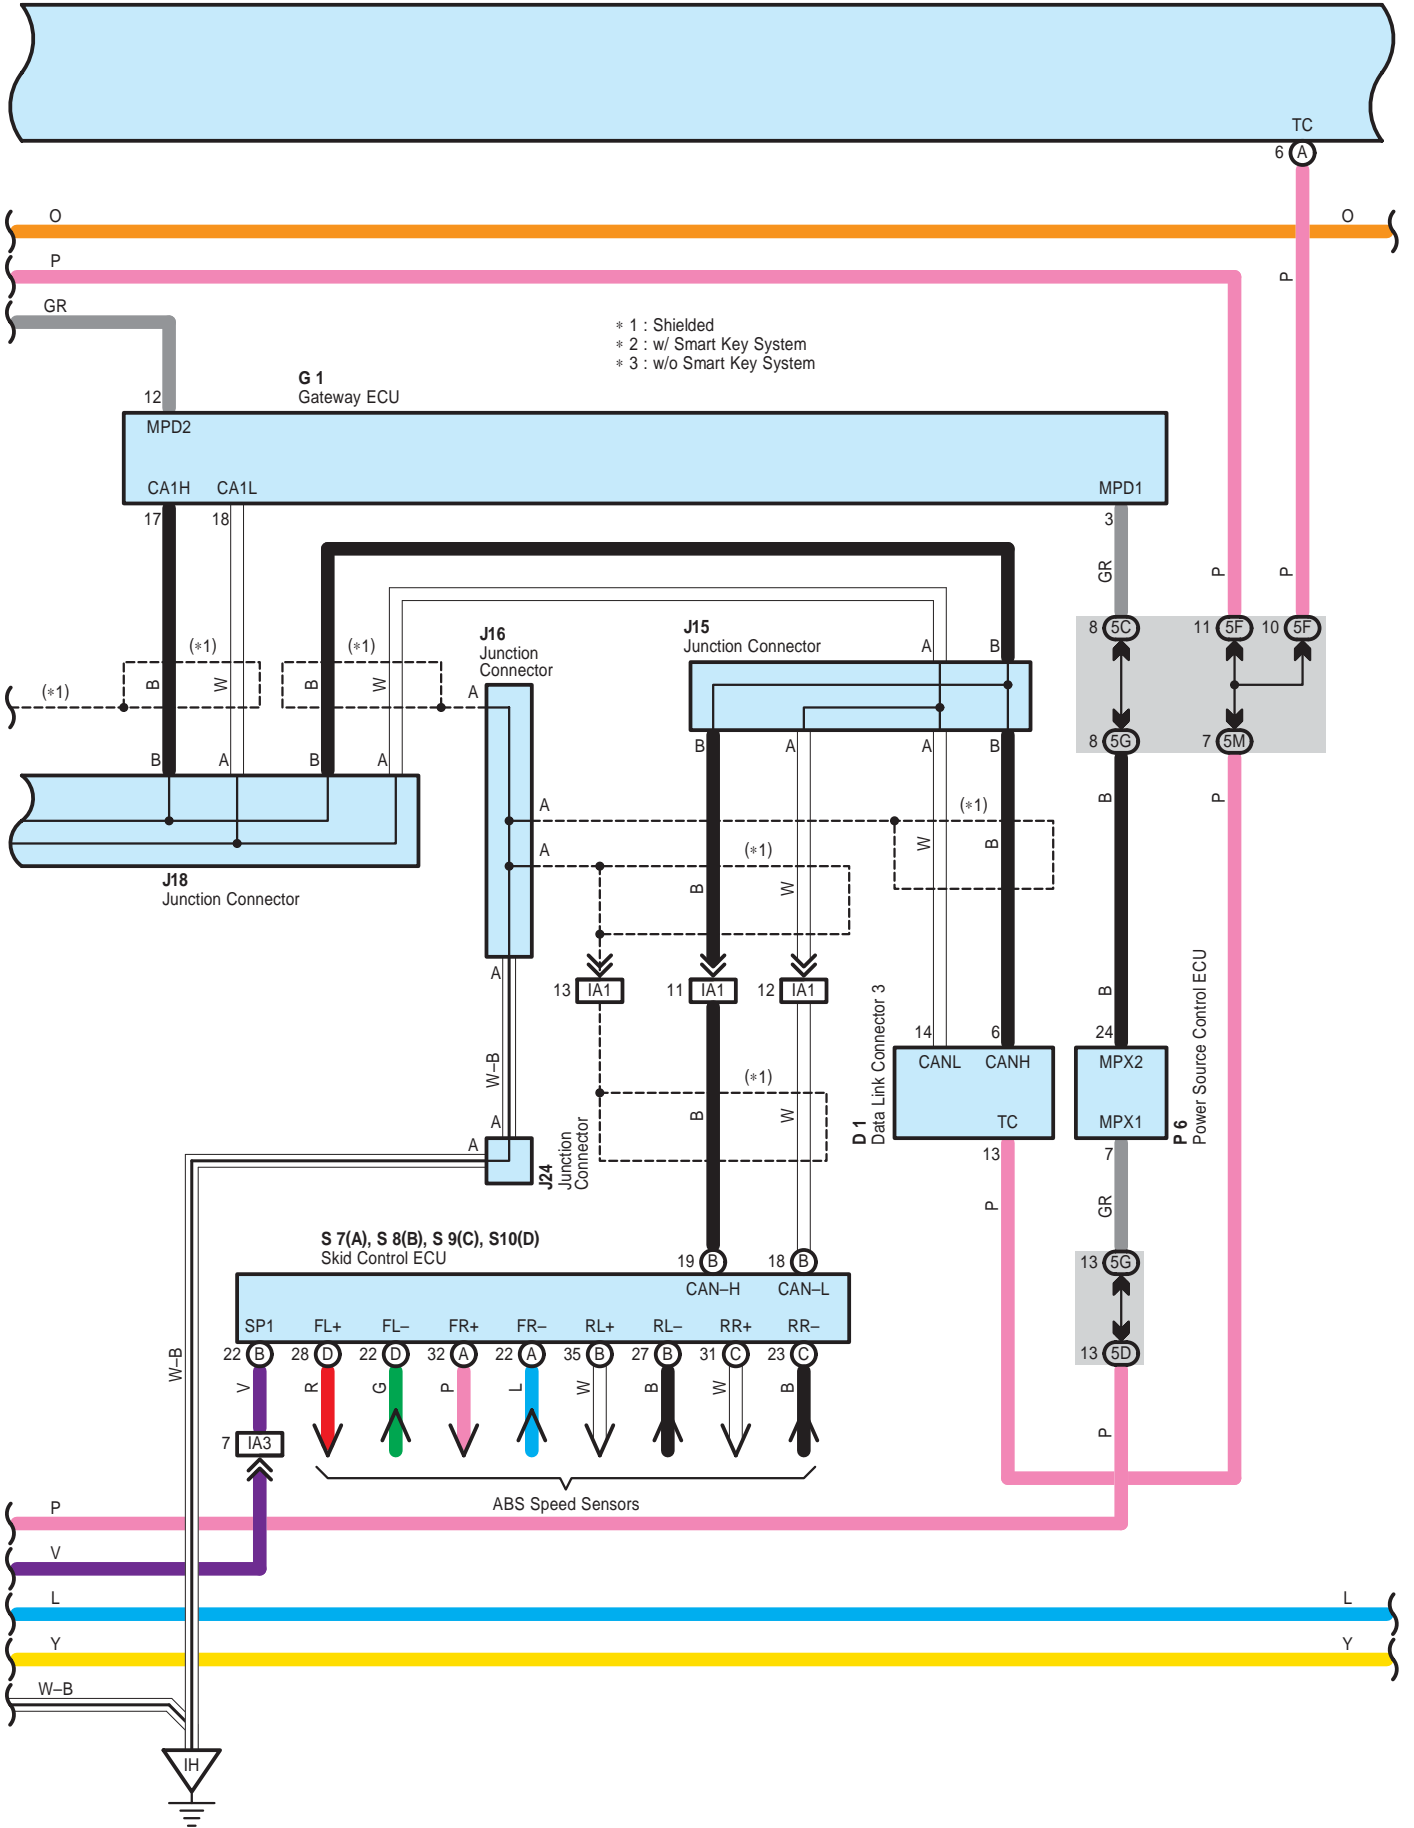 TC
6 A
O O
P
P
GR
* 1 : Shielded
* 2 : w/ Smart Key System
* 3 : w/o Smart Key System
G 1
Gateway ECU
12
MPD2
CA1H CA1L MPD1
17 18 3
GR P P
8 5C 11 5F 10 5F
J16
Junction
Connector
J15
Junction Connector
A B
(*1) (*1)
(*1)
B W B W
A
B A B A
B A A B
8 5G 7 5M
J18
Junction Connector
A
(*1)
A
(*1)
B W
W B
B P
A
13 IA1 11 IA1 12 IA1
B
14 6 24
CANL CANH MPX2
TC MPX1
D 1
Data Link Connector 3
P 6
Power Source Control ECU
13 7
W–B
(*1)
B W
A
A
J24
Junction
Connector
P GR
S 7(A), S 8(B), S 9(C), S10(D)
Skid Control ECU
19 B 18 B
13 5G
CAN–H CAN–L
SP1 FL+ FL– FR+ FR– RL+ RL– RR+ RR–
22 B 28 D 22 D 32 A 22 A 35 B 27 B 31 C 23 C
13 5D
W–B
V R G P L W B W B
P
7 IA3
ABS Speed Sensors
P
V
L L
Y Y
W–B
IH